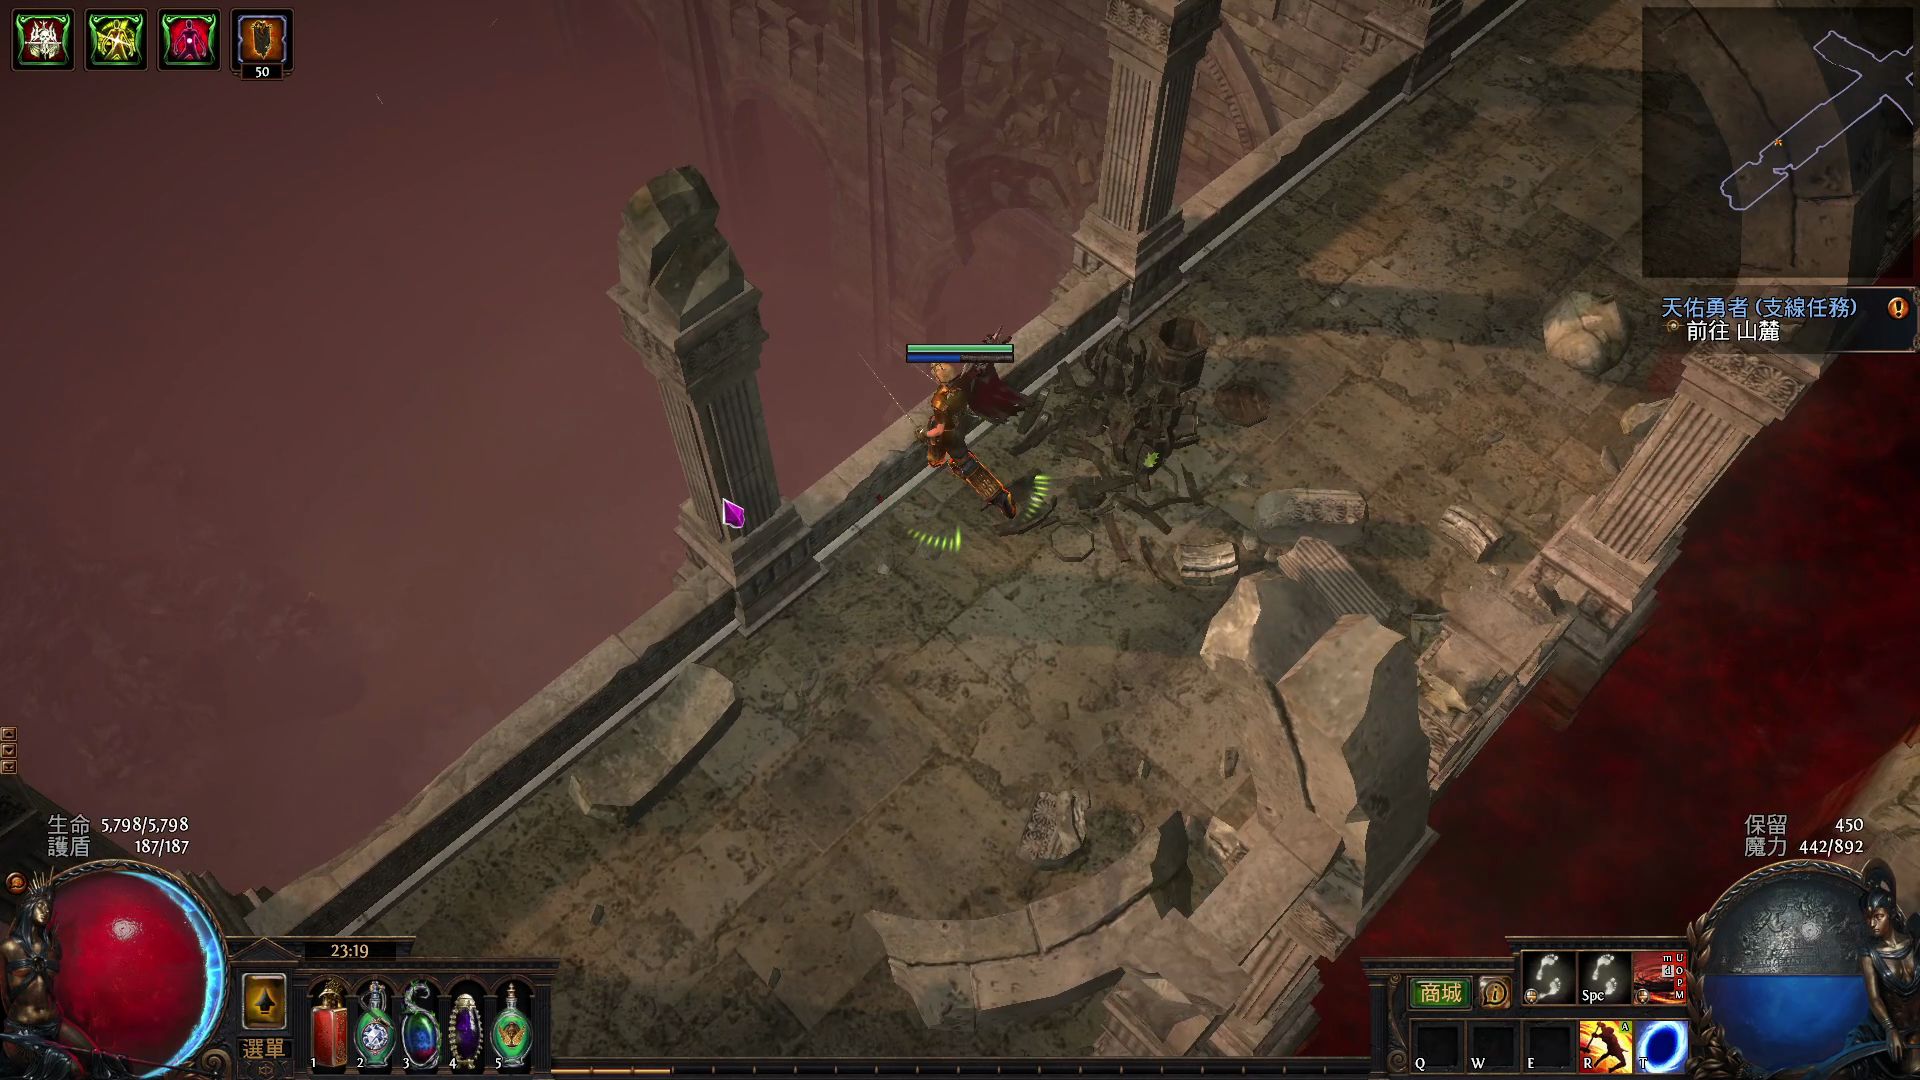 50
天佑勇者 (支線任務)
前往 山麓
生命 5,798/5,798
護盾 187/187
保留 450
魔力 442/892
23:19
選單
1
2
3
4
5
商城
Spc
m U
d O
P
M
Q
W
E
R
A
T